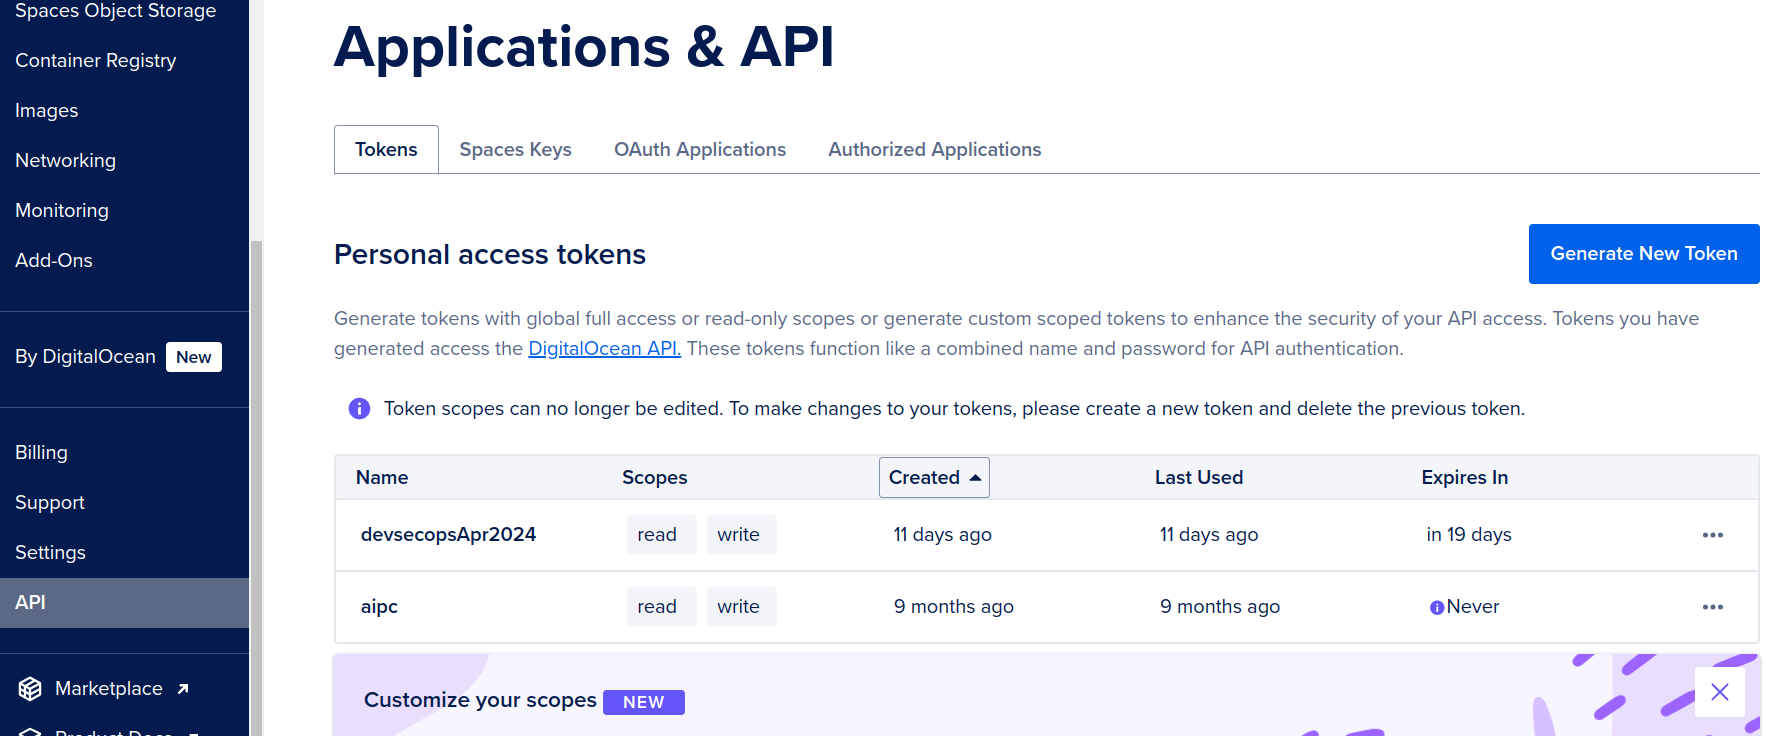 Spaces Object Storage
Container Registry
Images
Networking
Monitoring
Add-Ons
By DigitalOcean New
Billing
Support
Settings
API
Marketplace
Product Docs
Applications & API
Tokens Spaces Keys OAuth Applications Authorized Applications
Personal access tokens
Generate New Token
Generate tokens with global full access or read-only scopes or generate custom scoped tokens to enhance the security of your API access. Tokens you have
generated access the DigitalOcean API. These tokens function like a combined name and password for API authentication.
Token scopes can no longer be edited. To make changes to your tokens, please create a new token and delete the previous token.
Name Scopes Created Last Used Expires In
devsecopsApr2024 read write 11 days ago 11 days ago in 19 days
aipc read write 9 months ago 9 months ago Never
Customize your scopes NEW